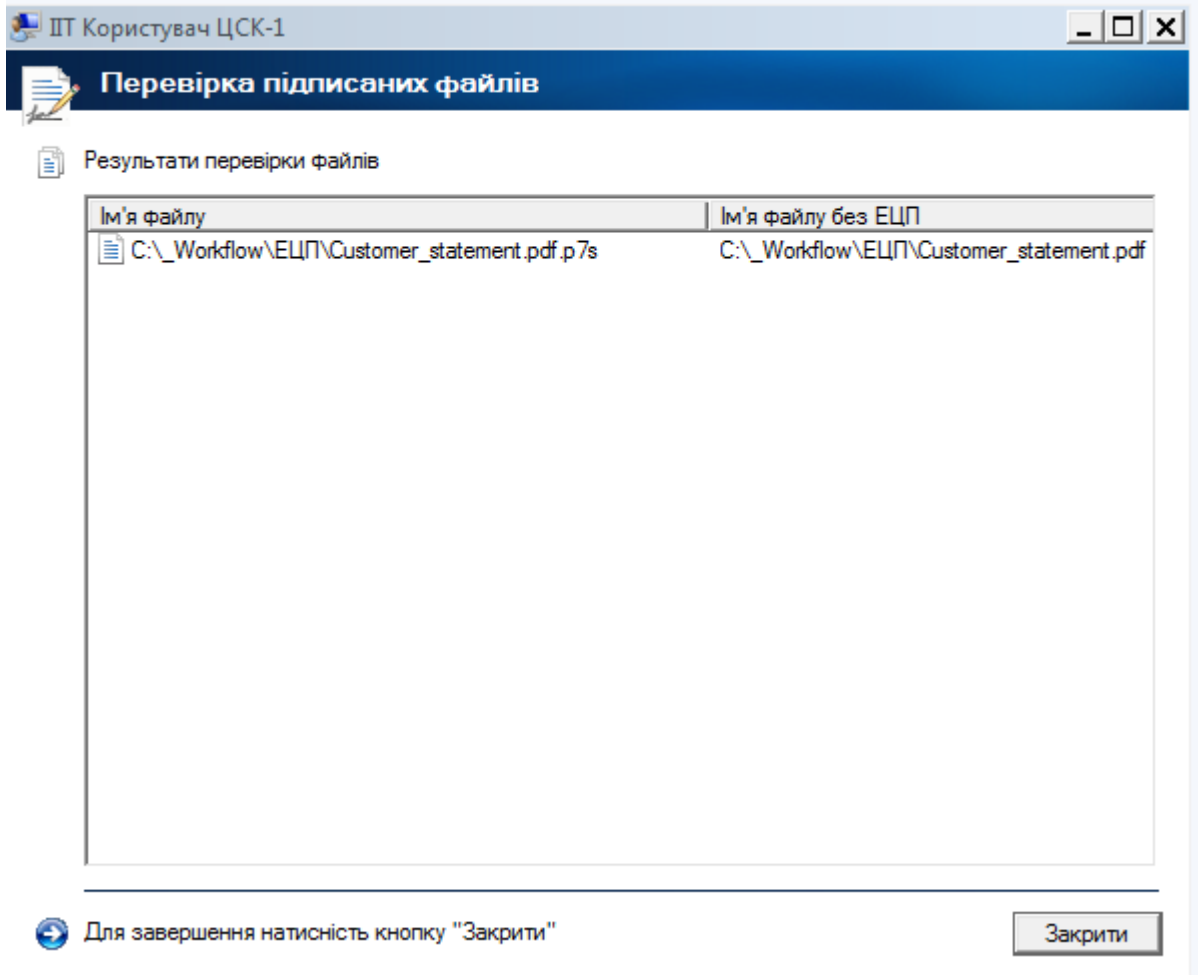 ІІТ Користувач ЦСК-1
Перевірка підписаних файлів
Результати перевірки файлів
Ім'я файлу Ім'я файлу без ЕЦП
C:\_Workflow\ЕЦП\Customer_statement.pdf.p7s C:\_Workflow\ЕЦП\Customer_statement.pdf
Для завершення натисність кнопку "Закрити" Закрити